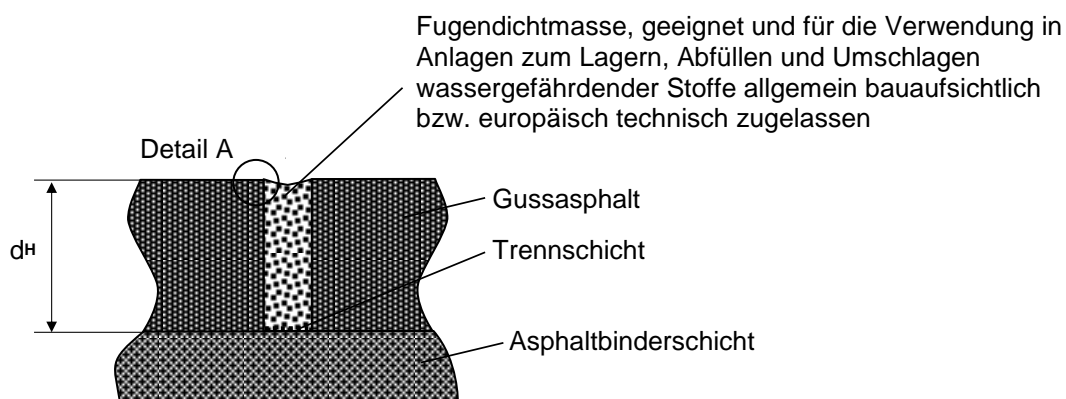 Fugendichtmasse, geeignet und für die Verwendung in
Anlagen zum Lagern, Abfüllen und Umschlagen
wassergefährdender Stoffe allgemein bauaufsichtlich
bzw. europäisch technisch zugelassen
Detail A
Gussasphalt
dH
Trennschicht
Asphaltbinderschicht